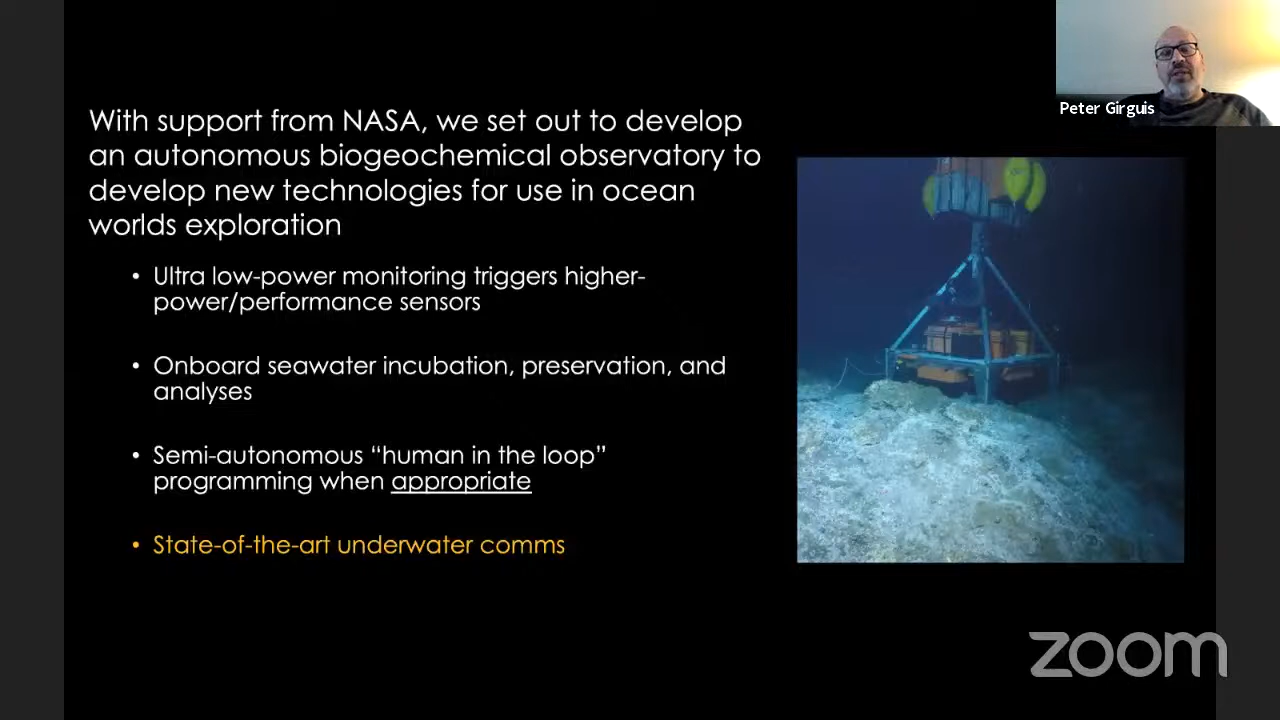 Peter Girguis
With support from NASA, we set out to develop
an autonomous biogeochemical observatory to
develop new technologies for use in ocean
worlds exploration
• Ultra low-power monitoring triggers higher-
power/performance sensors
• Onboard seawater incubation, preservation, and
analyses
• Semi-autonomous “human in the loop”
programming when appropriate
• State-of-the-art underwater comms
zoom